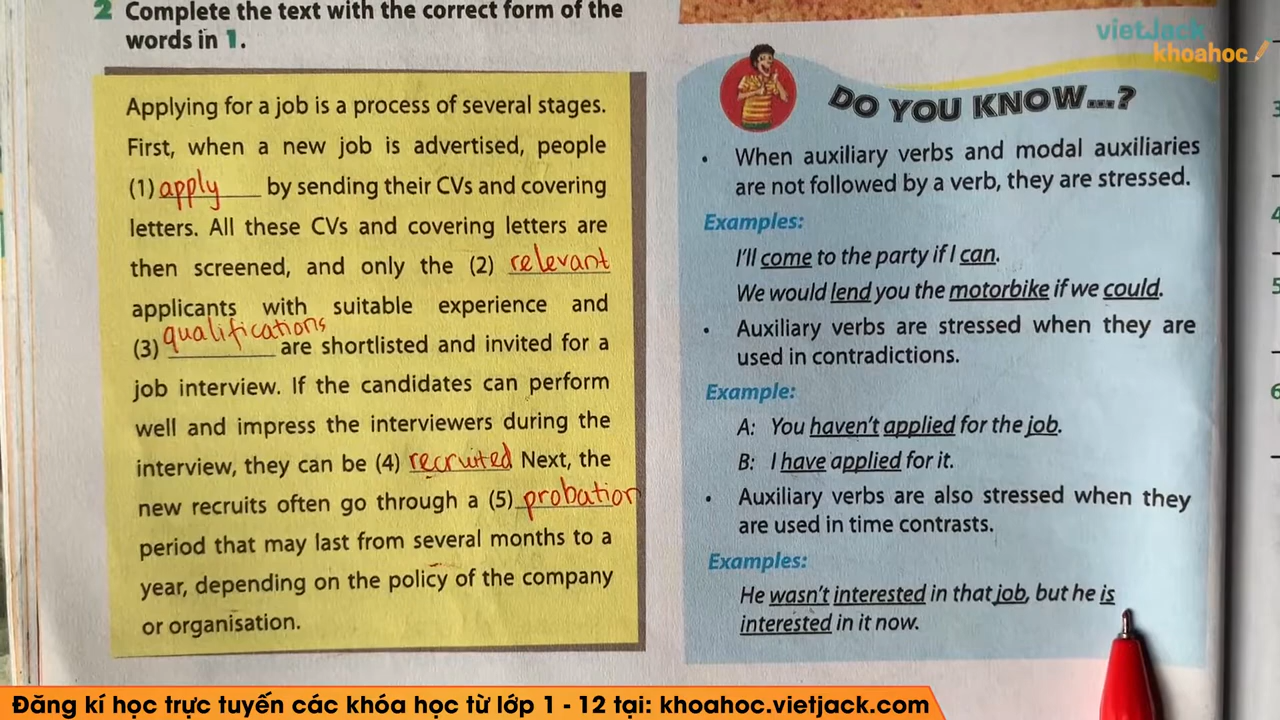 2 Complete the text with the correct form of the
words in 1.
Applying for a job is a process of several stages.
First, when a new job is advertised, people
(1) apply by sending their CVs and covering
letters. All these CVs and covering letters are
then screened, and only the (2) relevant
applicants with suitable experience and
(3) qualifications are shortlisted and invited for a
job interview. If the candidates can perform
well and impress the interviewers during the
interview, they can be (4) recruited Next, the
new recruits often go through a (5) probation
period that may last from several months to a
year, depending on the policy of the company
or organisation.
vietJack
khoahoc
DO YOU KNOW...?
• When auxiliary verbs and modal auxiliaries
are not followed by a verb, they are stressed.
Examples:
I'll come to the party if I can.
We would lend you the motorbike if we could.
• Auxiliary verbs are stressed when they are
used in contradictions.
Example:
A: You haven't applied for the job.
B: I have applied for it.
• Auxiliary verbs are also stressed when they
are used in time contrasts.
Examples:
He wasn't interested in that job, but he is
interested in it now.
Đăng kí học trực tuyến các khóa học từ lớp 1 - 12 tại: khoahoc.vietjack.com